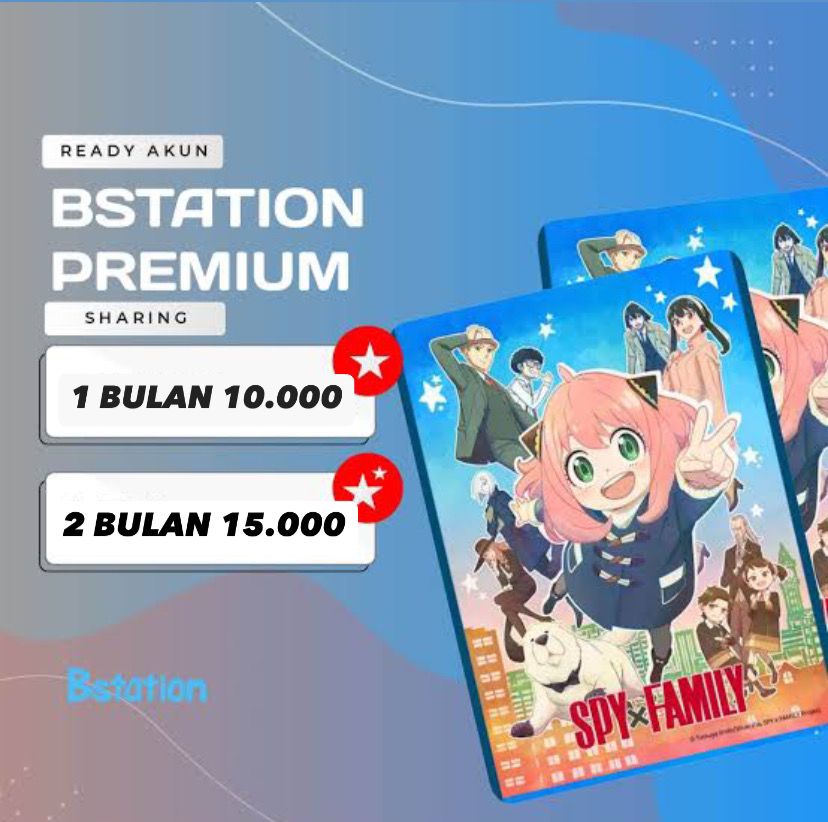 READY AKUN
BSTATION
PREMIUM
SHARING
1 BULAN 10.000
2 BULAN 15.000
Bstation
SPY×FAMILY